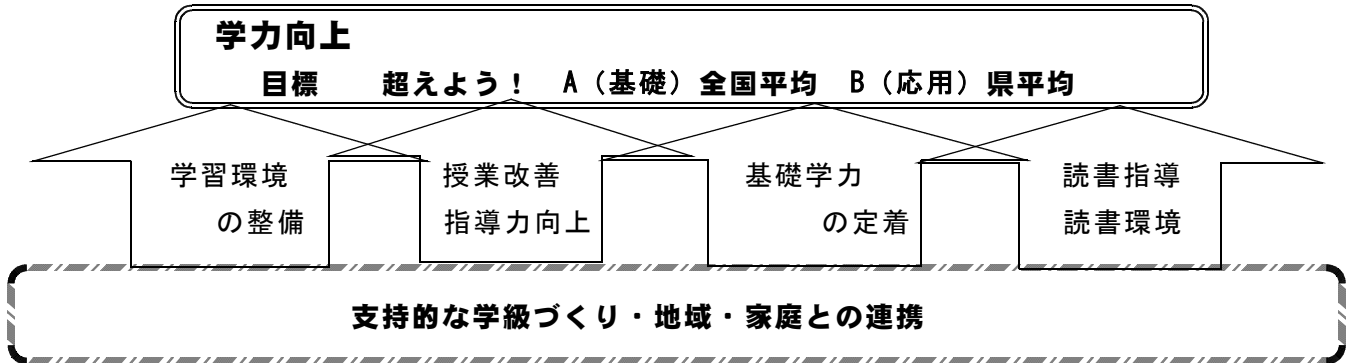 学力向上
目標　超えよう！　A（基礎）全国平均　B（応用）県平均
学習環境
の整備
授業改善
指導力向上
基礎学力
の定着
読書指導
読書環境
支持的な学級づくり・地域・家庭との連携